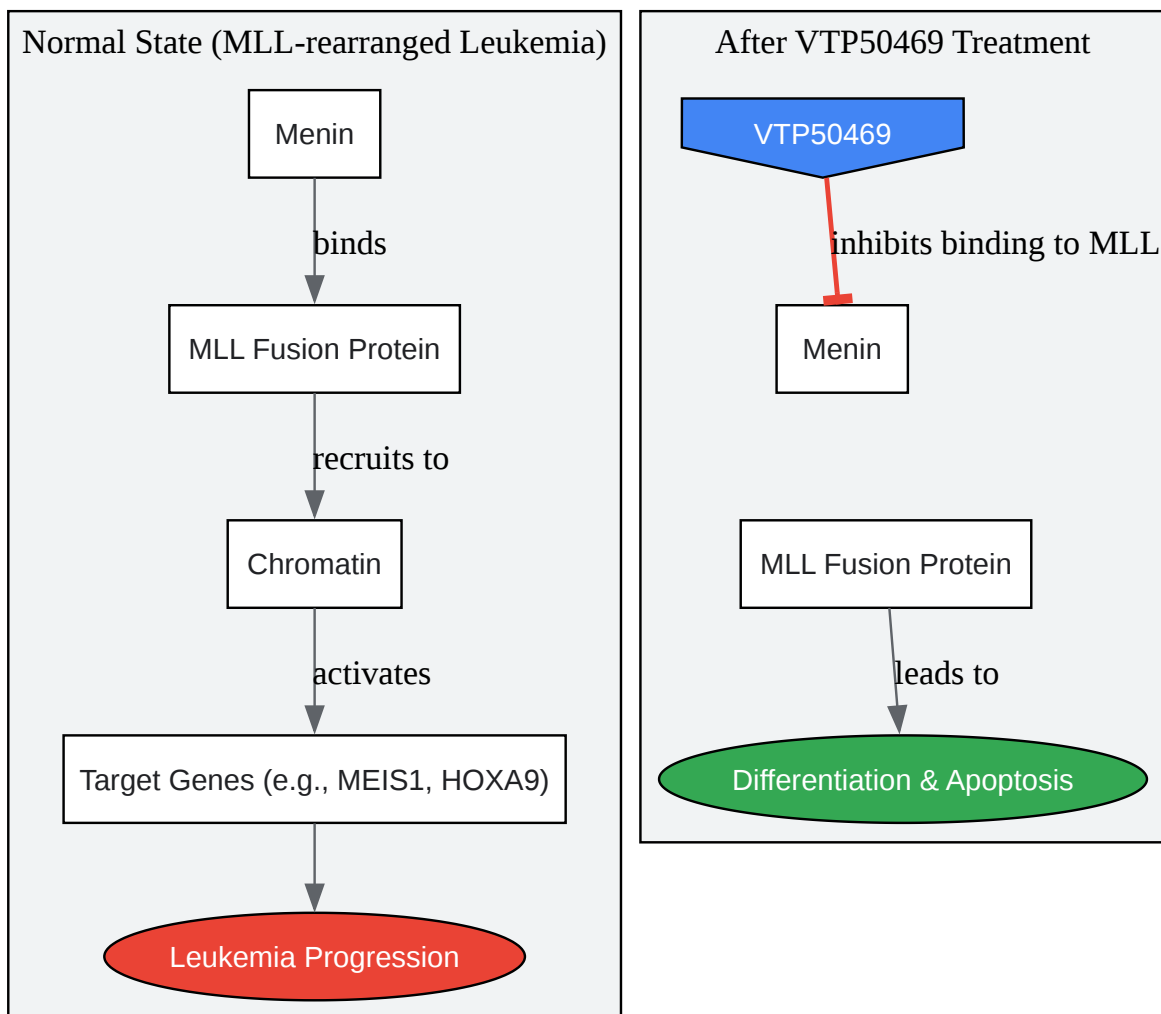 Normal State (MLL-rearranged Leukemia)
Menin
binds
MLL Fusion Protein
recruits to
Chromatin
activates
Target Genes (e.g., MEIS1, HOXA9)
Leukemia Progression
After VTP50469 Treatment
VTP50469
inhibits binding to MLL
Menin
MLL Fusion Protein
leads to
Differentiation & Apoptosis